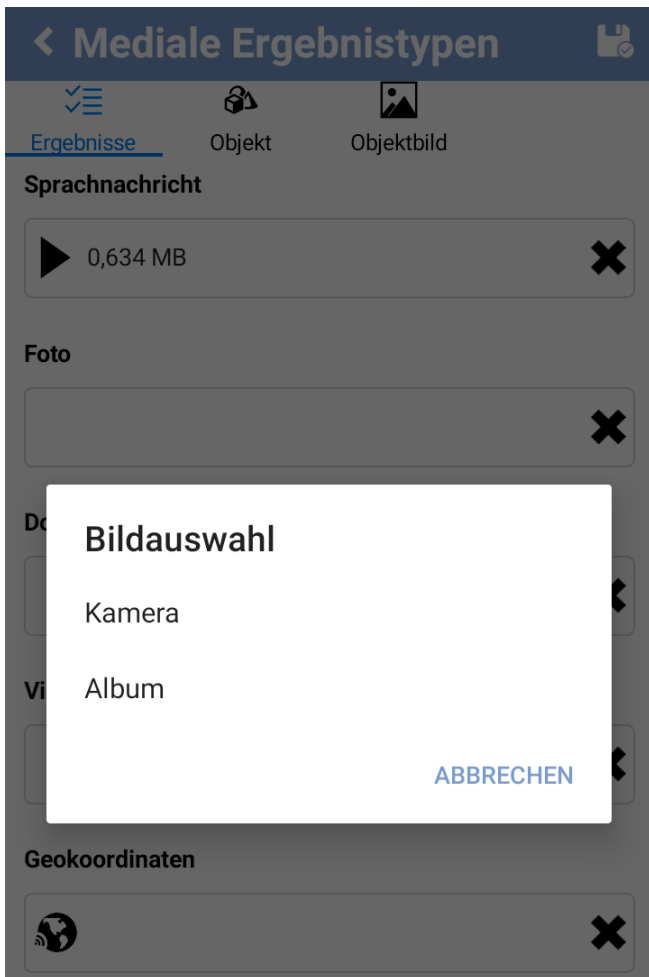 Mediale Ergebnistypen
Ergebnisse Objekt Objektbild
Sprachnachricht
0,634 MB
Foto
Bildauswahl
Kamera
Album
ABBRECHEN
Geokoordinaten